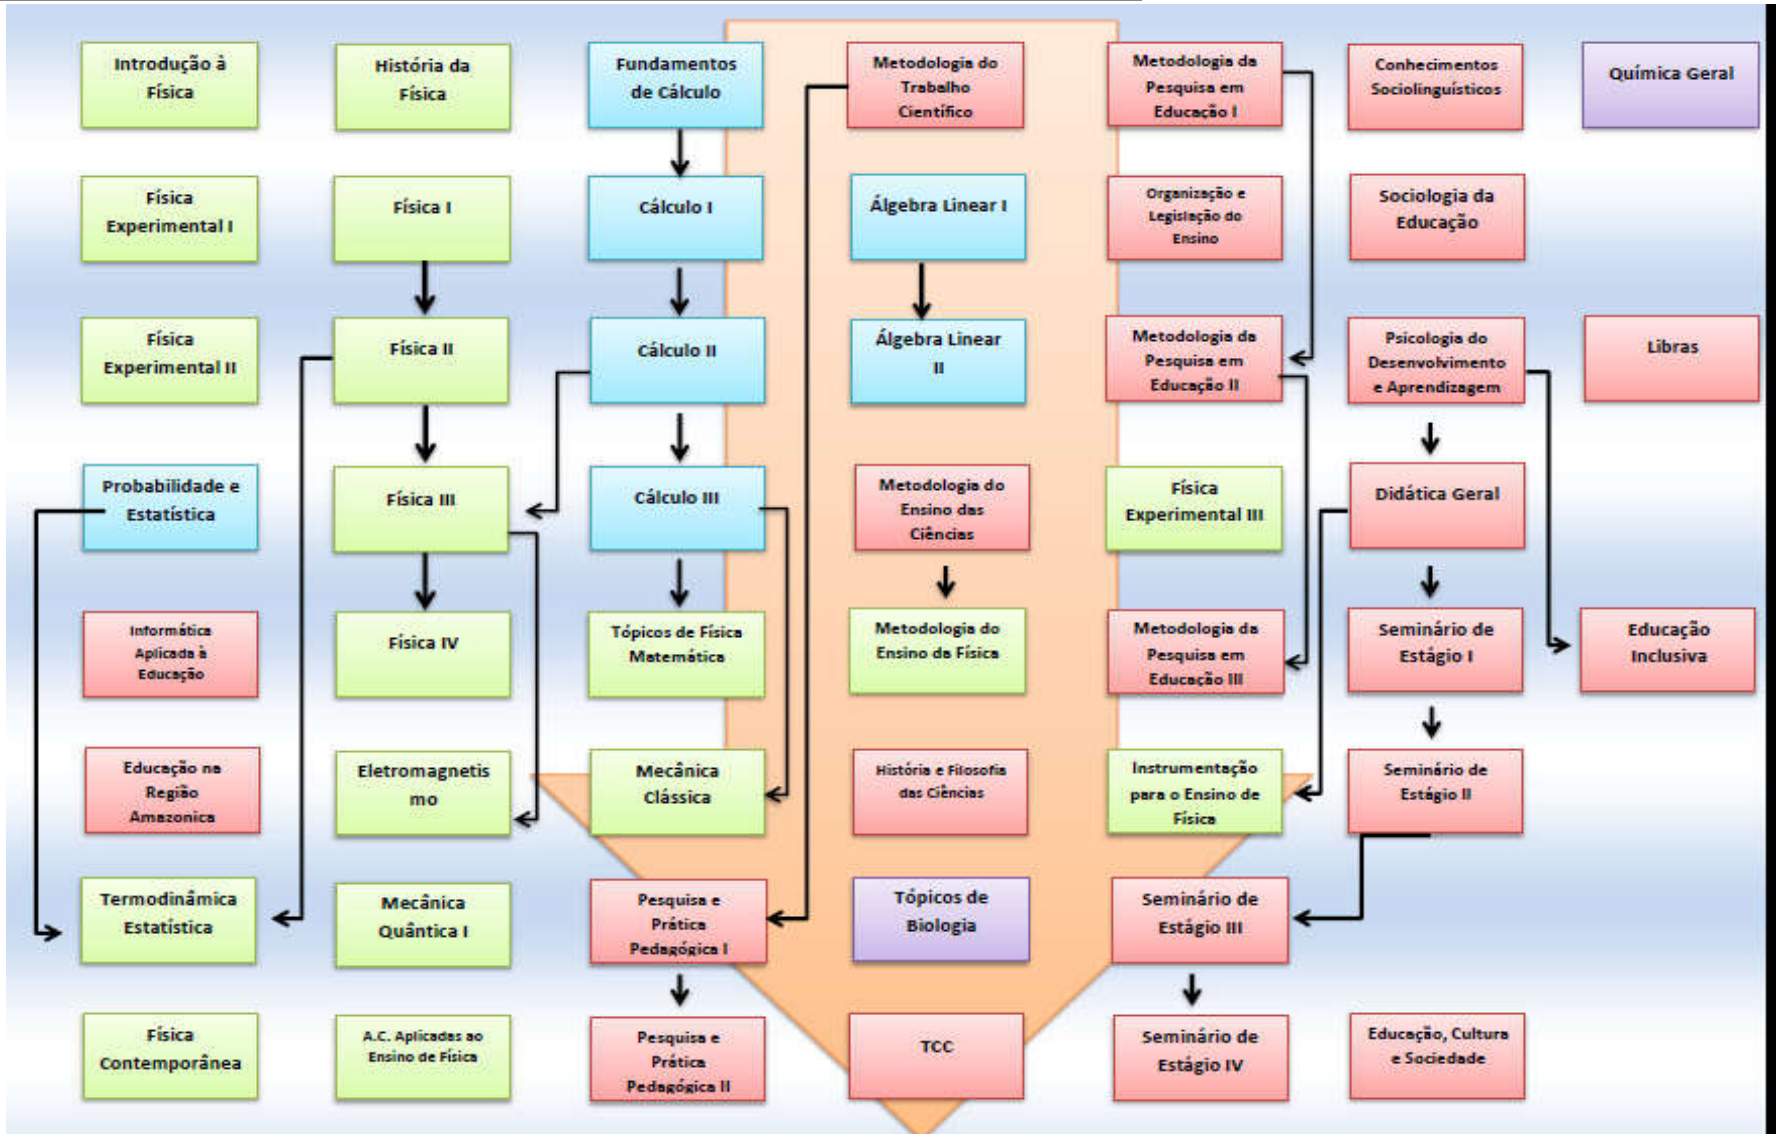 Introdução à
Física
História da
Física
Fundamentos
de Cálculo
Metodologia do
Trabalho
Científico
Metodologia da
Pesquisa em
Educação I
Conhecimentos
Sociolinguísticos
Química Geral
Física
Experimental I
Física I
Cálculo I
Álgebra Linear I
Organização e
Legislação do
Ensino
Sociologia da
Educação
Física
Experimental II
Física II
Cálculo II
Álgebra Linear
II
Metodologia da
Pesquisa em
Educação II
Psicologia do
Desenvolvimento
e Aprendizagem
Libras
Probabilidade e
Estatística
Física III
Cálculo III
Metodologia do
Ensino das
Ciências
Física
Experimental III
Didática Geral
Informática
Aplicada à
Educação
Física IV
Tópicos de Física
Matemática
Metodologia do
Ensino da Física
Metodologia da
Pesquisa em
Educação III
Seminário de
Estágio I
Educação
Inclusiva
Educação na
Região
Amazonica
Eletromagnetis
mo
Mecânica
Clássica
História e Filosofia
das Ciências
Instrumentação
para o Ensino de
Física
Seminário de
Estágio II
Termodinâmica
Estatística
Mecânica
Quântica I
Pesquisa e
Prática
Pedagógica I
Tópicos de
Biologia
Seminário de
Estágio III
Física
Contemporânea
A.C. Aplicadas ao
Ensino de Física
Pesquisa e
Prática
Pedagógica II
TCC
Seminário de
Estágio IV
Educação, Cultura
e Sociedade